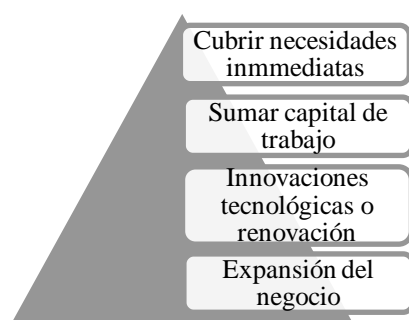 Cubrir necesidades
inmmediatas
Sumar capital de
trabajo
Innovaciones
tecnológicas o
renovación
Expansión del
negocio